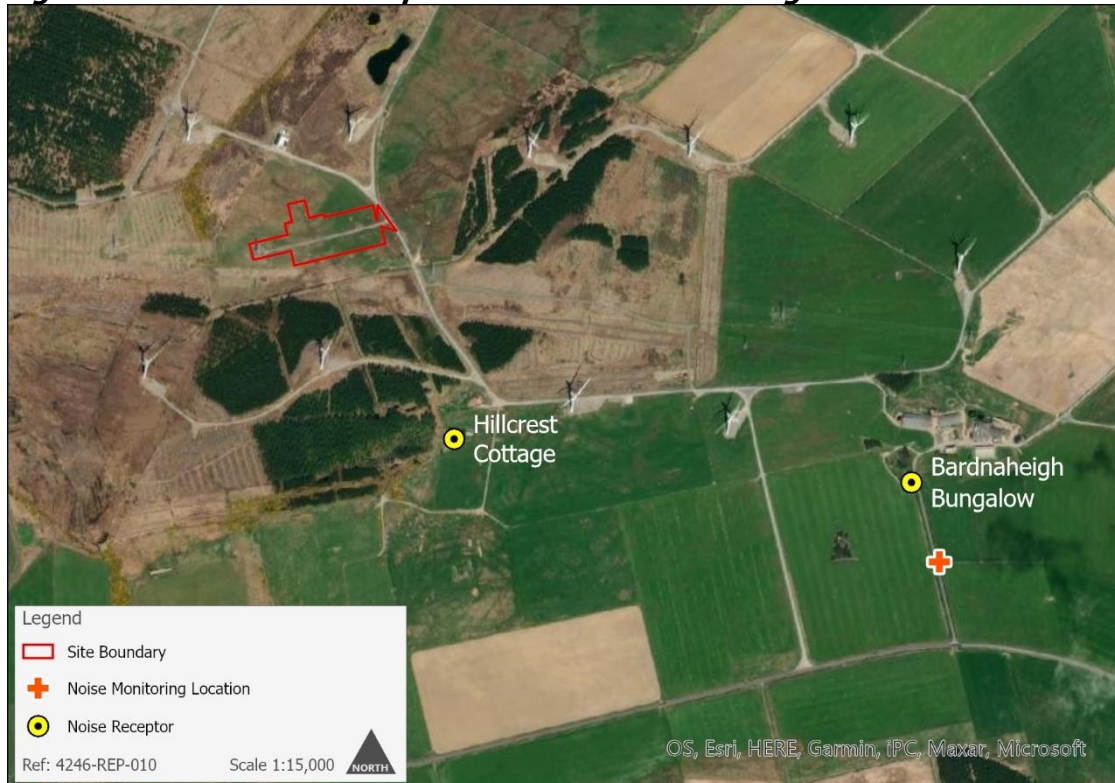 Hillcrest
Cottage
Bardnaheigh
Bungalow
Legend
Site Boundary
Noise Monitoring Location
Noise Receptor
Ref: 4246-REP-010 Scale 1:15,000 NORTH
OS, Esri, HERE, Garmin, iPC, Maxar, Microsoft